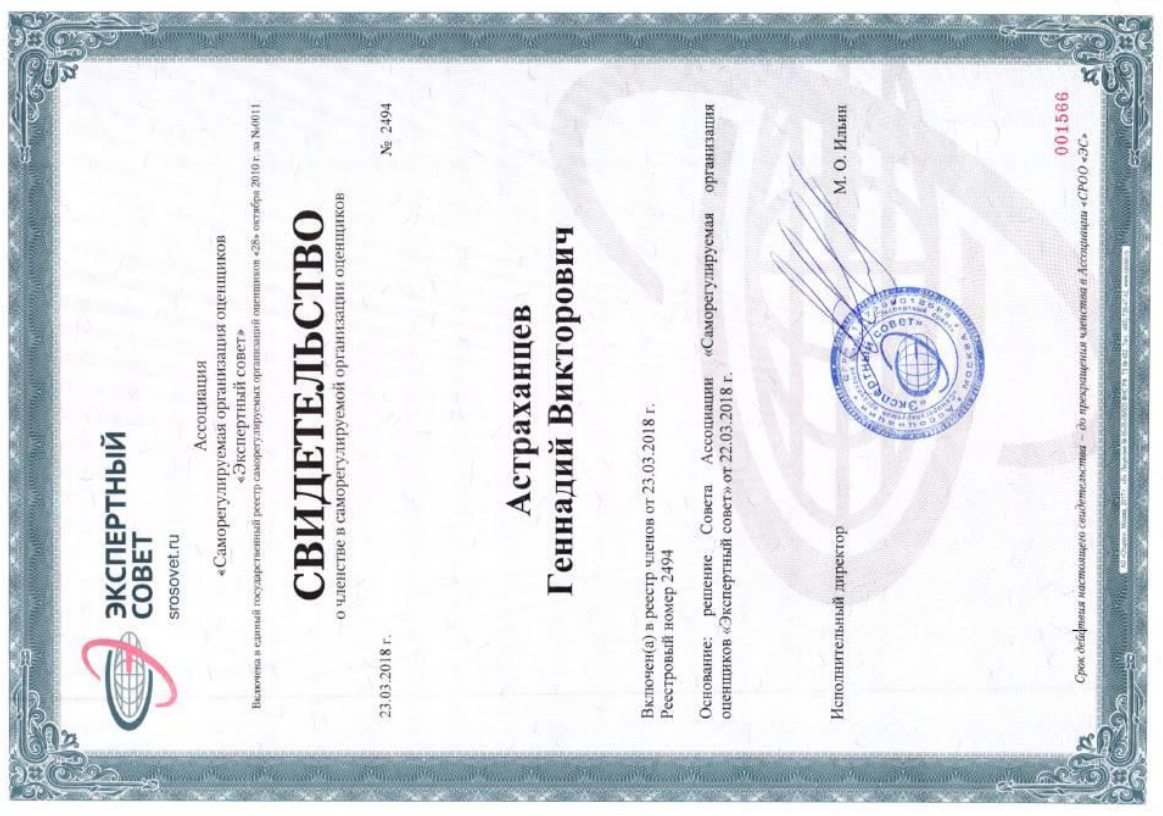 ЭКСПЕРТНЫЙ
СОВЕТ
srosovet.ru
Ассоциация
«Саморегулируемая организация оценщиков
«Экспертный совет»
Включена в единый государственный реестр саморегулируемых организаций оценщиков «28» октября 2010 г. за №0011
СВИДЕТЕЛЬСТВО
о членстве в саморегулируемой организации оценщиков
23.03.2018 г. № 2494
Астраханцев
Геннадий Викторович
Включен(а) в реестр членов от 23.03.2018 г.
Реестровый номер 2494
Основание: решение Совета Ассоциации «Саморегулируемая организация
оценщиков «Экспертный совет» от 22.03.2018 г.
Исполнительный директор М. О. Ильин
«ЭКСПЕРТНЫЙ СОВЕТ»
МОСКВА
001566
Срок действия настоящего свидетельства – до прекращения членства в Ассоциации «СРОО «ЭС»